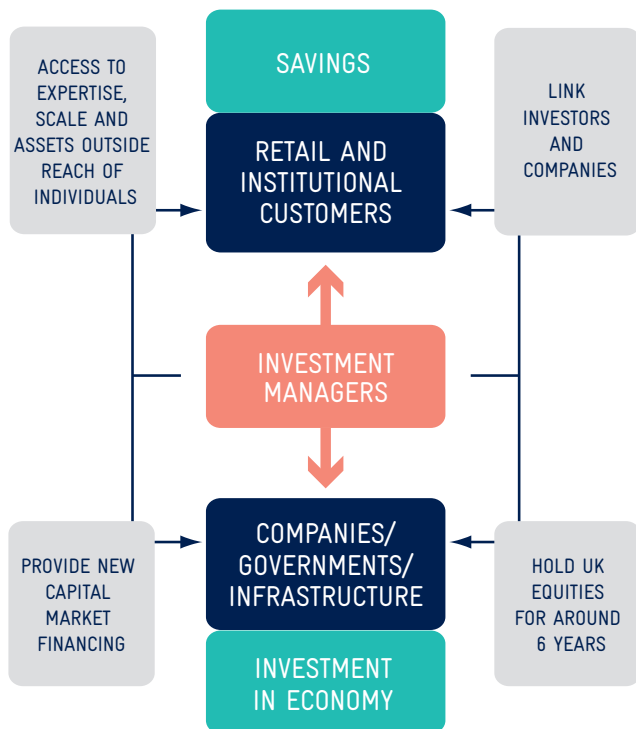 ACCESS TO
EXPERTISE,
SCALE AND
ASSETS OUTSIDE
REACH OF
INDIVIDUALS
SAVINGS
RETAIL AND
INSTITUTIONAL
CUSTOMERS
LINK
INVESTORS
AND
COMPANIES
INVESTMENT
MANAGERS
PROVIDE NEW
CAPITAL
MARKET
FINANCING
COMPANIES/
GOVERNMENTS/
INFRASTRUCTURE
HOLD UK
EQUITIES
FOR AROUND
6 YEARS
INVESTMENT
IN ECONOMY